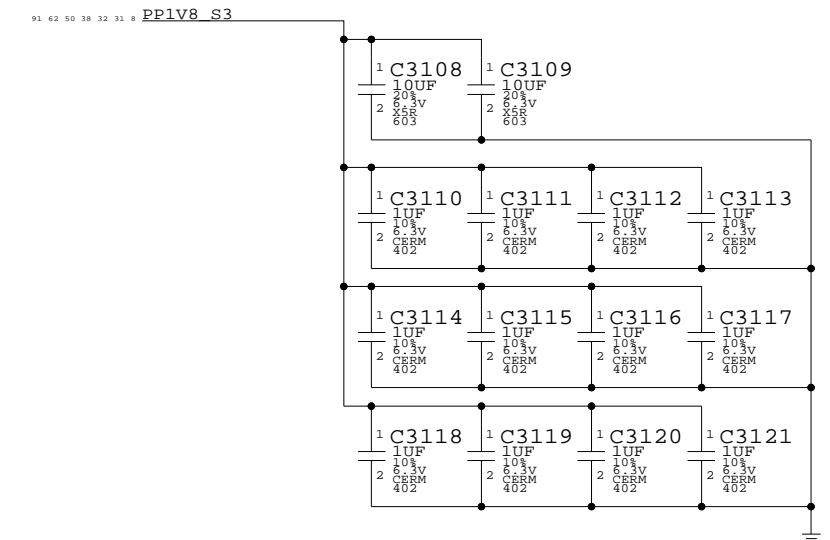 91 62 50 38 32 31 8 PP1V8_S3
1 C3108 1 C3109
10UF 10UF
20% 20%
6.3V 6.3V
2 X5R 2 X5R
603 603
1 C3110 1 C3111 1 C3112 1 C3113
1UF 1UF 1UF 1UF
10% 10% 10% 10%
6.3V 6.3V 6.3V 6.3V
2 CERM 2 CERM 2 CERM 2 CERM
402 402 402 402
1 C3114 1 C3115 1 C3116 1 C3117
1UF 1UF 1UF 1UF
10% 10% 10% 10%
6.3V 6.3V 6.3V 6.3V
2 CERM 2 CERM 2 CERM 2 CERM
402 402 402 402
1 C3118 1 C3119 1 C3120 1 C3121
1UF 1UF 1UF 1UF
10% 10% 10% 10%
6.3V 6.3V 6.3V 6.3V
2 CERM 2 CERM 2 CERM 2 CERM
402 402 402 402